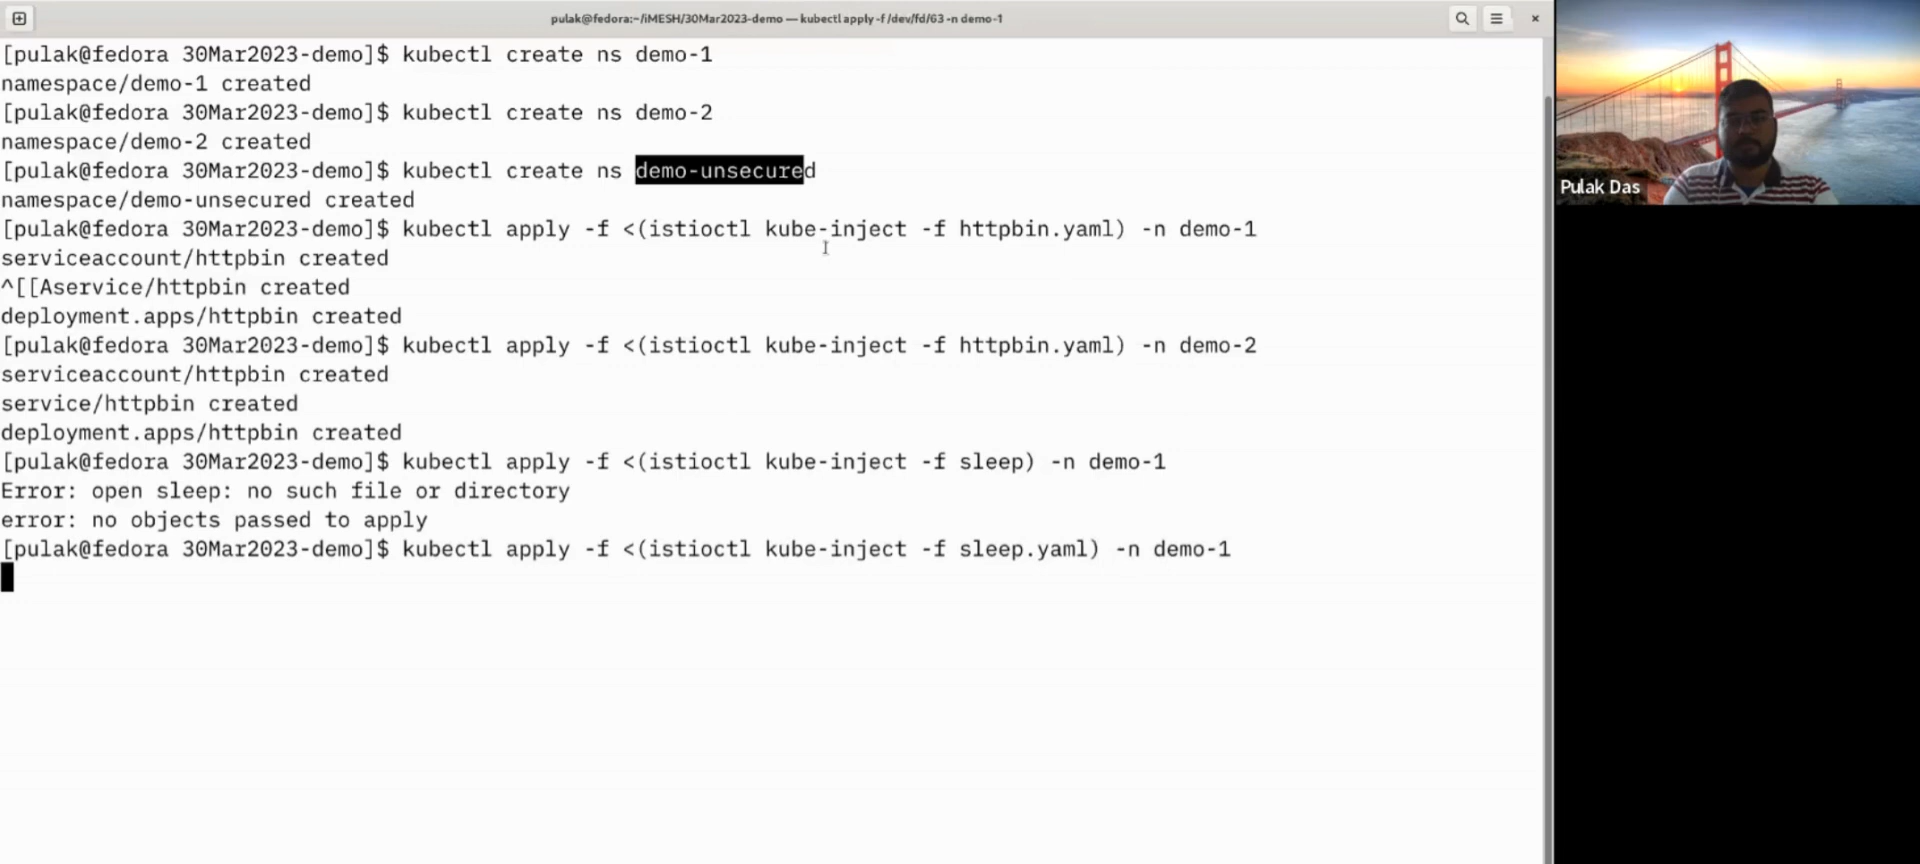 pulak@fedora:~/iMESH/30Mar2023-demo — kubectl apply -f /dev/fd/63 -n demo-1
[pulak@fedora 30Mar2023-demo]$ kubectl create ns demo-1
namespace/demo-1 created
[pulak@fedora 30Mar2023-demo]$ kubectl create ns demo-2
namespace/demo-2 created
[pulak@fedora 30Mar2023-demo]$ kubectl create ns demo-unsecured
namespace/demo-unsecured created
[pulak@fedora 30Mar2023-demo]$ kubectl apply -f <(istioctl kube-inject -f httpbin.yaml) -n demo-1
serviceaccount/httpbin created
^[[Aservice/httpbin created
deployment.apps/httpbin created
[pulak@fedora 30Mar2023-demo]$ kubectl apply -f <(istioctl kube-inject -f httpbin.yaml) -n demo-2
serviceaccount/httpbin created
service/httpbin created
deployment.apps/httpbin created
[pulak@fedora 30Mar2023-demo]$ kubectl apply -f <(istioctl kube-inject -f sleep) -n demo-1
Error: open sleep: no such file or directory
error: no objects passed to apply
[pulak@fedora 30Mar2023-demo]$ kubectl apply -f <(istioctl kube-inject -f sleep.yaml) -n demo-1
Pulak Das